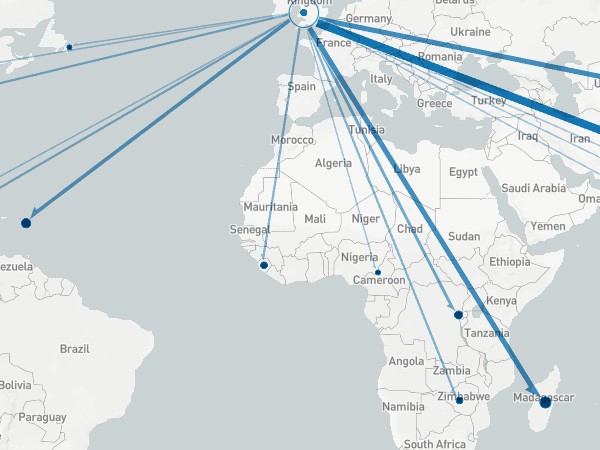 Kingdom
Belarus
Germany
Ukraine
France
Romania
Italy
Spain
Greece
Turkey
Tunisia
Iraq
Iran
Morocco
Algeria
Libya
Egypt
Saudi Arabia
Oma
Mauritania
Mali
Niger
Chad
Sudan
Yemen
Senegal
Nigeria
Ethiopia
ezuela
Cameroon
Kenya
Tanzania
Brazil
Angola
Zambia
Bolivia
Zimbabwe
Madagascar
Namibia
Paraguay
South Africa